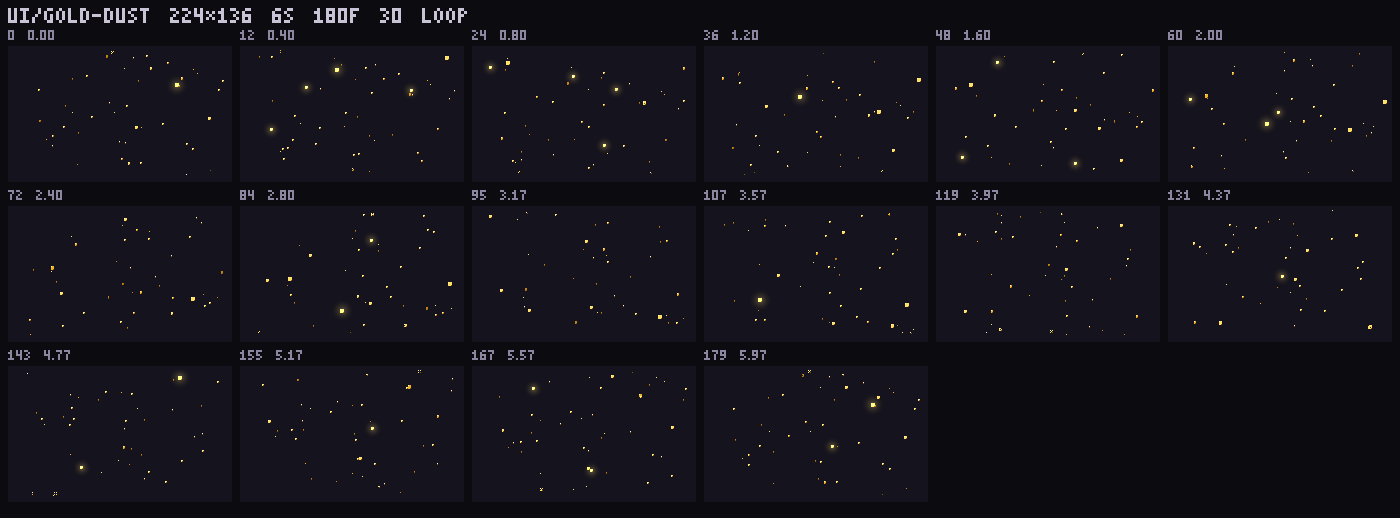 UI/GOLD-DUST 224×136 6S 180F 30 LOOP
0 0.00 12 0.40 24 0.80 36 1.20 48 1.60 60 2.00
72 2.40 84 2.80 95 3.17 107 3.57 119 3.97 131 4.37
143 4.77 155 5.17 167 5.57 179 5.97